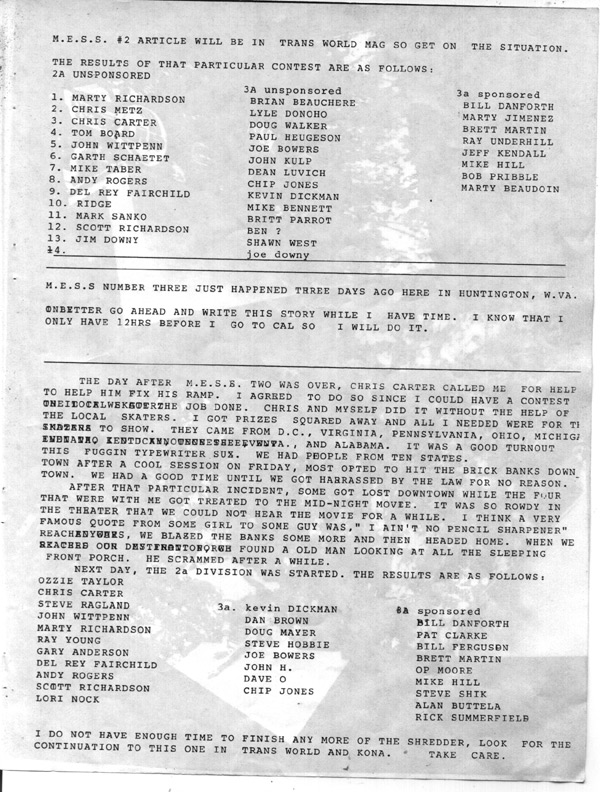 M.E.S.S. #2 ARTICLE WILL BE IN TRANS WORLD MAG SO GET ON THE SITUATION.
THE RESULTS OF THAT PARTICULAR CONTEST ARE AS FOLLOWS:
2A UNSPONSORED
1. MARTY RICHARDSON
2. CHRIS METZ
3. CHRIS CARTER
4. TOM BOARD
5. JOHN WITTPENN
6. GARTH SCHAETET
7. MIKE TABER
8. ANDY ROGERS
9. DEL REY FAIRCHILD
10. RIDGE
11. MARK SANKO
12. SCOTT RICHARDSON
13. JIM DOWNY
14.
3A unsponsored
BRIAN BEAUCHERE
LYLE DONCHO
DOUG WALKER
PAUL HEUGESON
JOE BOWERS
JOHN KULP
DEAN LUVICH
CHIP JONES
KEVIN DICKMAN
MIKE BENNETT
BRITT PARROT
BEN ?
SHAWN WEST
joe downy
3a sponsored
BILL DANFORTH
MARTY JIMENEZ
BRETT MARTIN
RAY UNDERHILL
JEFF KENDALL
MIKE HILL
BOB PRIBBLE
MARTY BEAUDOIN
M.E.S.S NUMBER THREE JUST HAPPENED THREE DAYS AGO HERE IN HUNTINGTON, W.VA.
BETTER GO AHEAD AND WRITE THIS STORY WHILE I HAVE TIME. I KNOW THAT I
ONLY HAVE 12HRS BEFORE I GO TO CAL SO I WILL DO IT.
THE DAY AFTER M.E.S.E. TWO WAS OVER, CHRIS CARTER CALLED ME FOR HELP
TO HELP HIM FIX HIS RAMP. I AGREED TO DO SO SINCE I COULD HAVE A CONTEST
THE JOB DONE. CHRIS AND MYSELF DID IT WITHOUT THE HELP OF
THE LOCAL SKATERS. I GOT PRIZES SQUARED AWAY AND ALL I NEEDED WERE FOR TH
TO SHOW. THEY CAME FROM D.C., VIRGINIA, PENNSYLVANIA, OHIO, MICHIGA
AND ALABAMA. IT WAS A GOOD TURNOUT
THIS FUGGIN TYPEWRITER SUX. WE HAD PEOPLE FROM TEN STATES.
TOWN AFTER A COOL SESSION ON FRIDAY, MOST OPTED TO HIT THE BRICK BANKS DOWN
TOWN. WE HAD A GOOD TIME UNTIL WE GOT HARRASSED BY THE LAW FOR NO REASON.
AFTER THAT PARTICULAR INCIDENT, SOME GOT LOST DOWNTOWN WHILE THE FOUR
THAT WERE WITH ME GOT TREATED TO THE MID-NIGHT MOVIE. IT WAS SO ROWDY IN
THE THEATER THAT WE COULD NOT HEAR THE MOVIE FOR A WHILE. I THINK A VERY
FAMOUS QUOTE FROM SOME GIRL TO SOME GUY WAS," I AIN'T NO PENCIL SHARPENER"
WE BLAZED THE BANKS SOME MORE AND THEN HEADED HOME. WHEN WE
FOUND A OLD MAN LOOKING AT ALL THE SLEEPING
FRONT PORCH. HE SCRAMMED AFTER A WHILE.
NEXT DAY, THE 2a DIVISION WAS STARTED. THE RESULTS ARE AS FOLLOWS:
OZZIE TAYLOR
CHRIS CARTER
STEVE RAGLAND
JOHN WITTPENN
MARTY RICHARDSON
RAY YOUNG
GARY ANDERSON
DEL REY FAIRCHILD
ANDY ROGERS
SCOTT RICHARDSON
LORI NOCK
3a. kevin DICKMAN
DAN BROWN
DOUG MAYER
STEVE HOBBIE
JOE BOWERS
JOHN H.
DAVE O
CHIP JONES
sponsored
BILL DANFORTH
PAT CLARKE
BILL FERGUSON
BRETT MARTIN
OP MOORE
MIKE HILL
STEVE SHIK
ALAN BUTTELA
RICK SUMMERFIELD
I DO NOT HAVE ENOUGH TIME TO FINISH ANY MORE OF THE SHREDDER, LOOK FOR THE
CONTINUATION TO THIS ONE IN TRANS WORLD AND KONA. TAKE CARE.